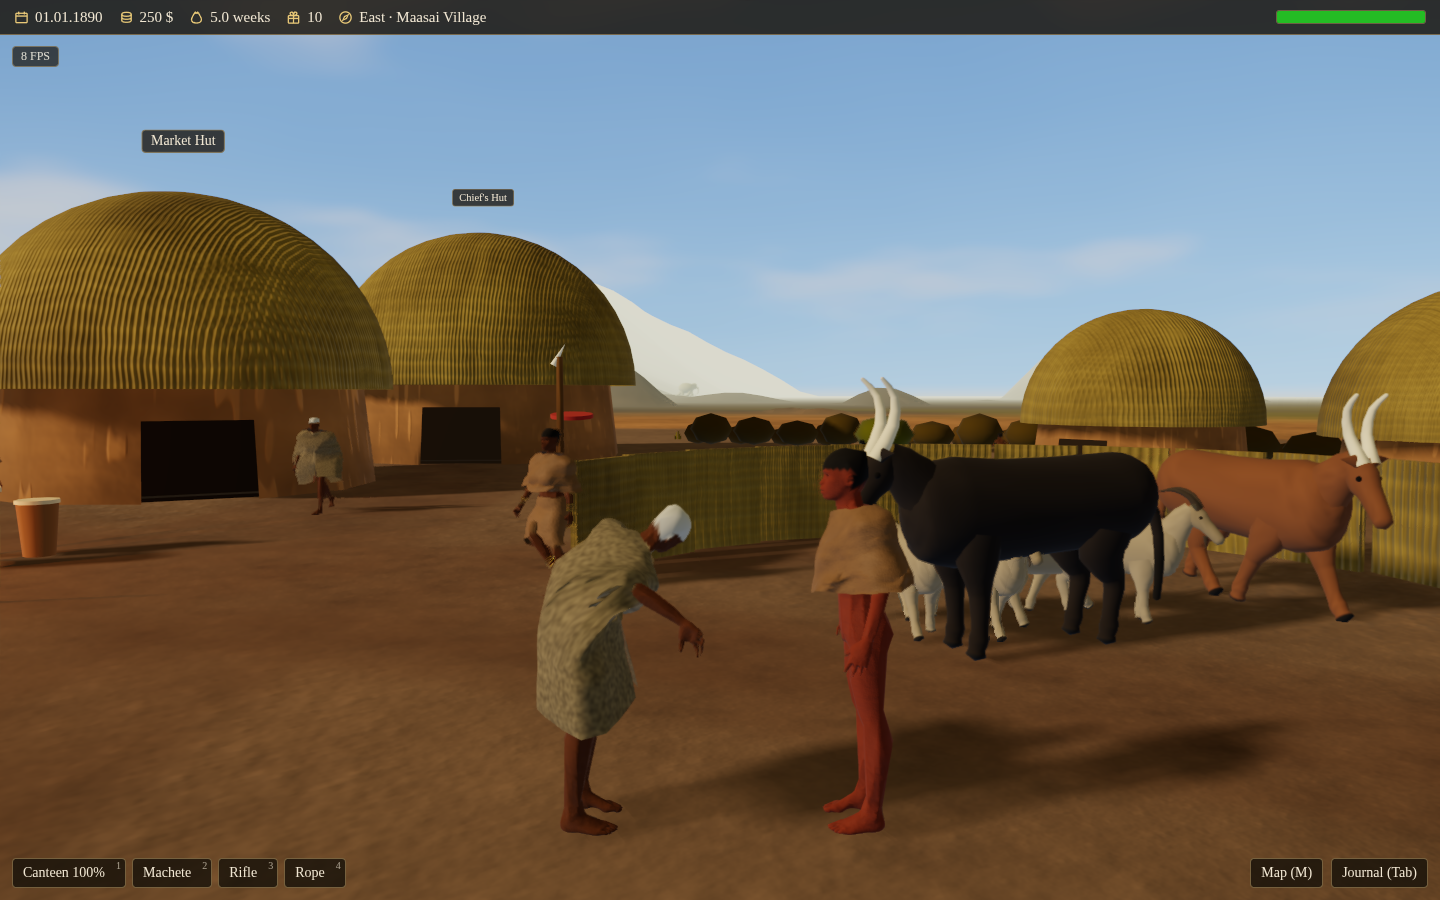 01.01.1890 250 $ 5.0 weeks 10 East · Maasai Village
8 FPS
Market Hut
Chief's Hut
Canteen 100% 1 Machete 2 Rifle 3 Rope 4 Map (M) Journal (Tab)